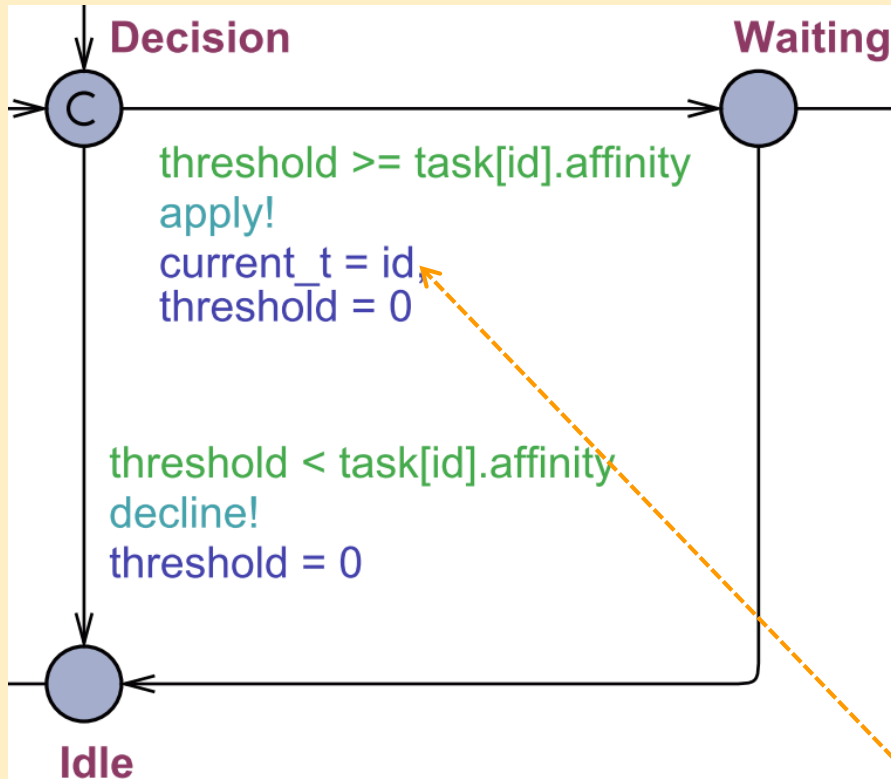 Decision
Waiting
C
threshold >= task[id].affinity
apply!
current_t = id,
threshold = 0
threshold < task[id].affinity
decline!
threshold = 0
Idle